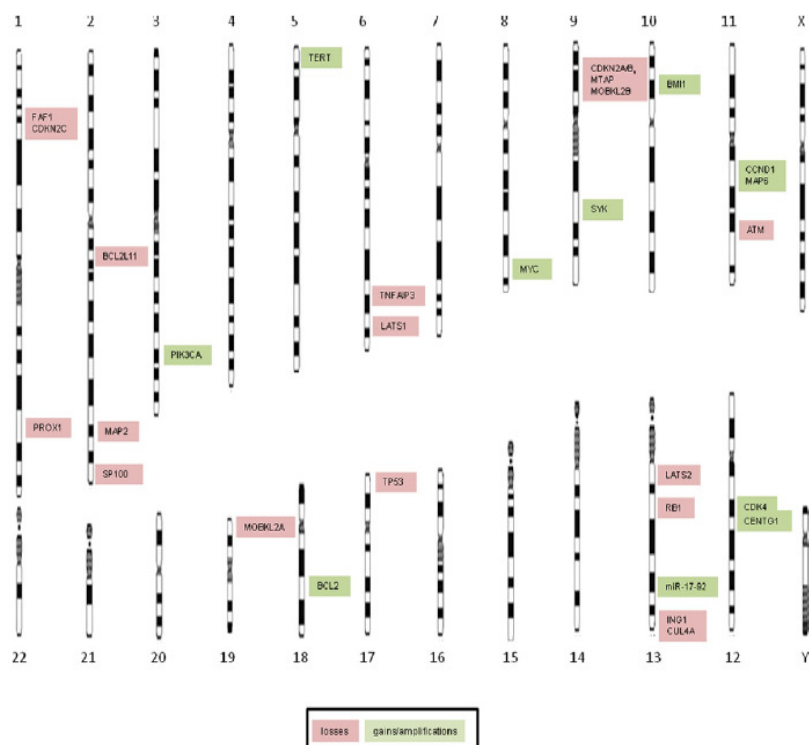 1 2 3 4 5 6 7 8 9 10 11 X
TERT
CDKN2A/B,
MTAP
MOBKL2B
BMI1
FAF1
CDKN2C
CCND1
MAP6
SYK
ATM
BCL2L11
MYC
TNFAIP3
LATS1
PIK3CA
PROX1
MAP2
SP100
TP53
LATS2
RB1
CDK4
CENTG1
MOBKL2A
BCL2
miR-17-92
ING1
CUL4A
22 21 20 19 18 17 16 15 14 13 12 Y
losses gains/amplifications